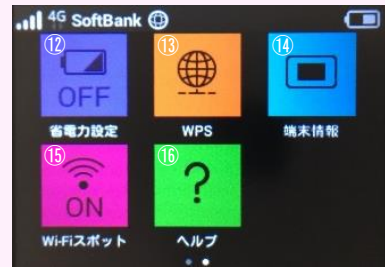 4G SoftBank
⑫ ⑬ ⑭
OFF
省電力設定 WPS 端末情報
⑮ ⑯
ON ?
Wi-Fiスポット ヘルプ